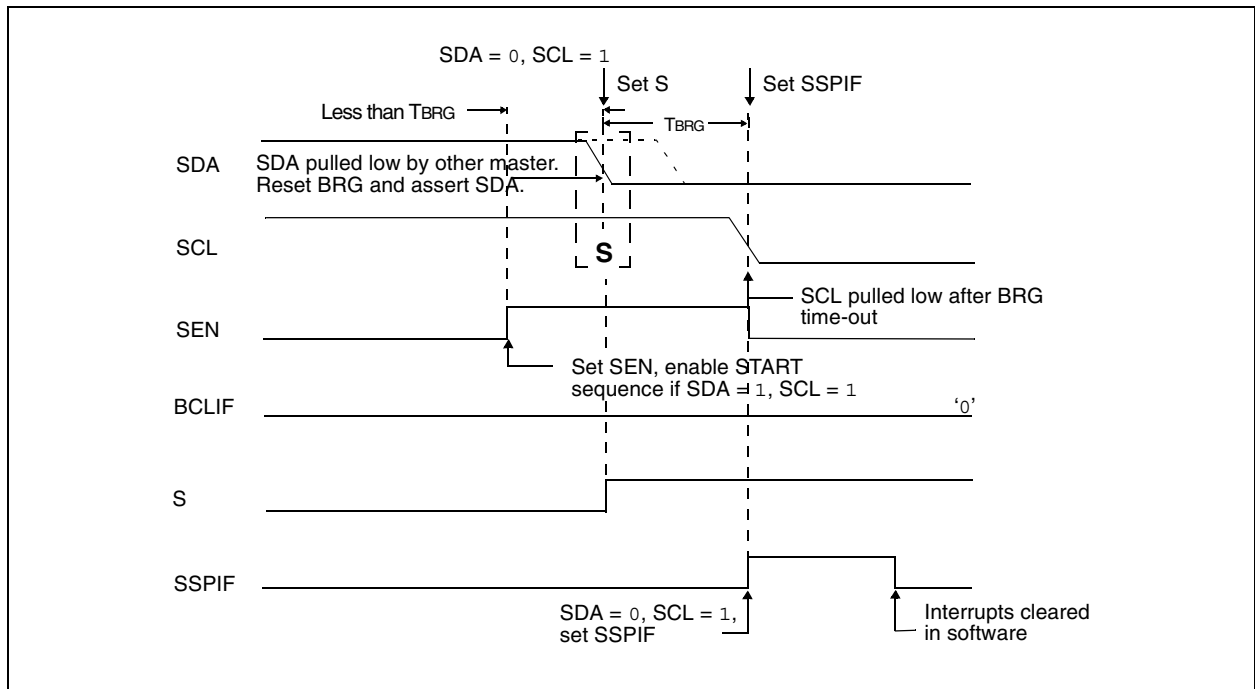 SDA = 0, SCL = 1
Set S
Set SSPIF
Less than TBRG
TBRG
SDA
SDA pulled low by other master.
Reset BRG and assert SDA.
SCL
S
SCL pulled low after BRG
time-out
SEN
Set SEN, enable START
sequence if SDA = 1, SCL = 1
BCLIF
‘0’
S
SSPIF
SDA = 0, SCL = 1,
set SSPIF
Interrupts cleared
in software